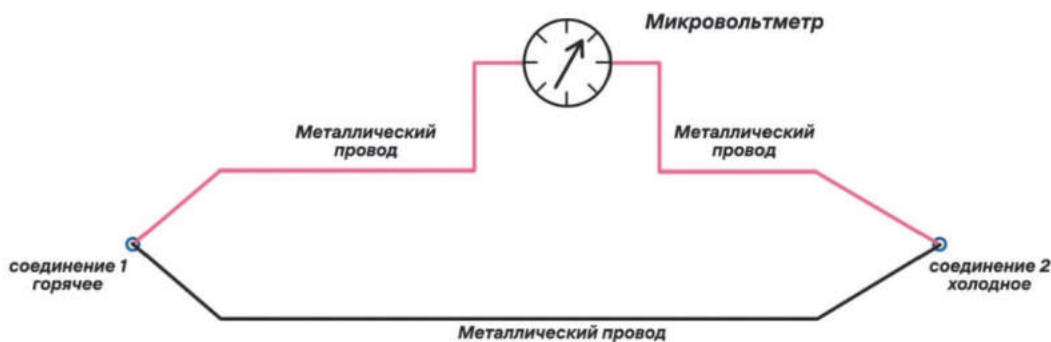 Микровольтметр
Металлический
провод
Металлический
провод
соединение 1
горячее
соединение 2
холодное
Металлический провод